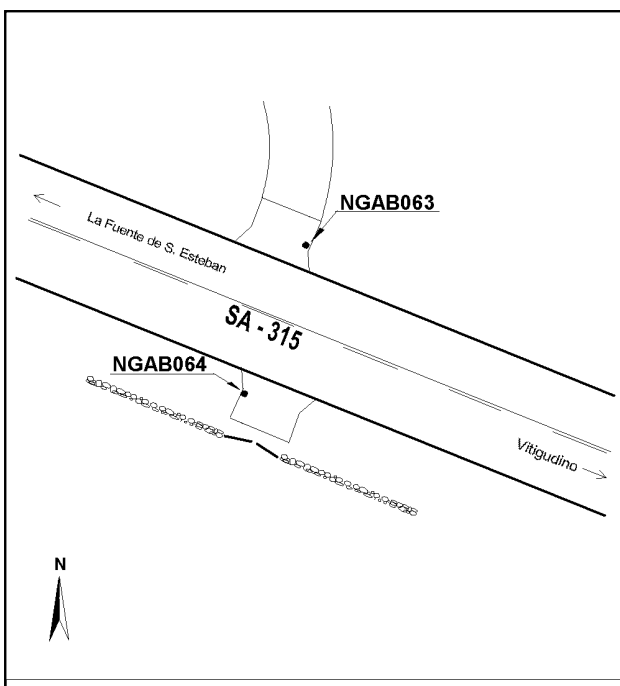 NGAB063
La Fuente de S. Esteban
SA - 315
NGAB064
Vitigudino
N